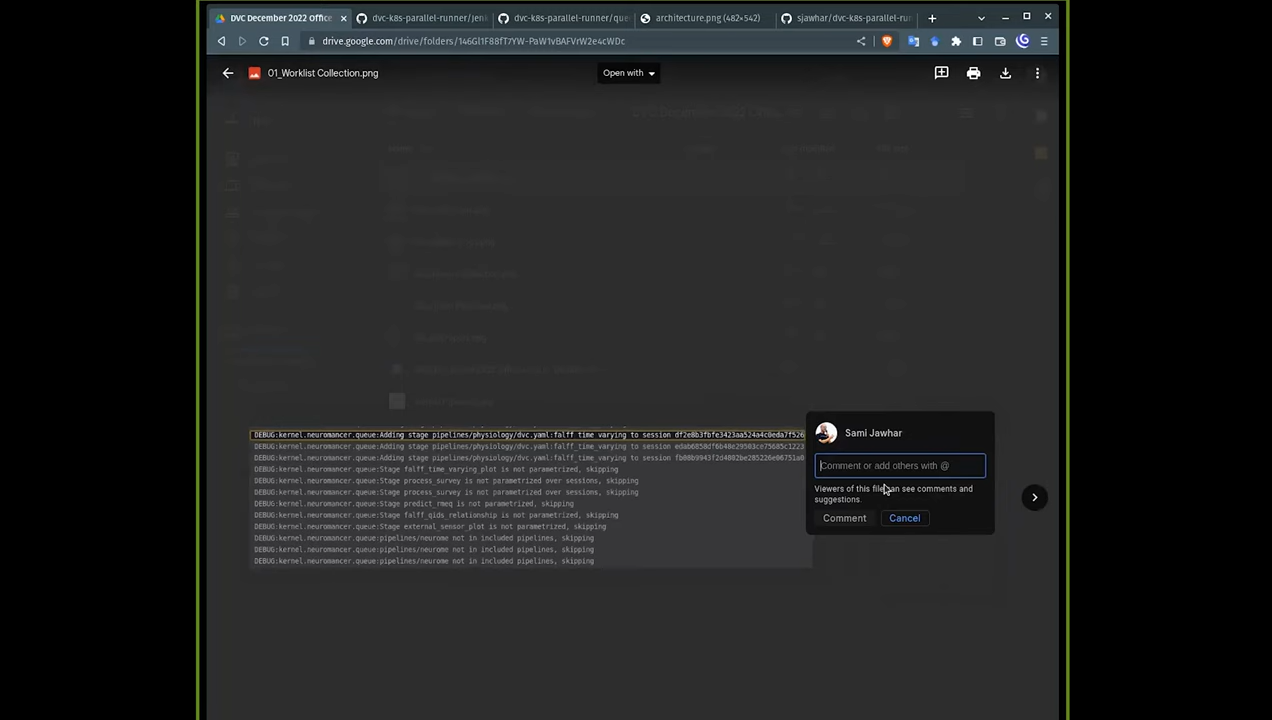 DVC December 2022 Office
dvc-k8s-parallel-runner/jenk
dvc-k8s-parallel-runner/que
architecture.png (482×542)
sjawhar/dvc-k8s-parallel-run
drive.google.com/drive/folders/146Gl1F88fT7YW-PaW1vBAFVrW2e4cWDc
01_Worklist Collection.png
Open with
DEBUG:kernel.neuromancer.queue:Adding stage pipelines/physiology/dvc.yaml:falff_time_varying to session df2e8b3fbfe3423aa524a4c0eda7f526
DEBUG:kernel.neuromancer.queue:Adding stage pipelines/physiology/dvc.yaml:falff_time_varying to session edab6850df6b48e29503ce75685c1223
DEBUG:kernel.neuromancer.queue:Adding stage pipelines/physiology/dvc.yaml:falff_time_varying to session fb08b9943f2d4802be285226e06751a0
DEBUG:kernel.neuromancer.queue:Stage falff_time_varying_plot is not parametrized, skipping
DEBUG:kernel.neuromancer.queue:Stage process_survey is not parametrized over sessions, skipping
DEBUG:kernel.neuromancer.queue:Stage process_survey is not parametrized over sessions, skipping
DEBUG:kernel.neuromancer.queue:Stage predict_rmeq is not parametrized, skipping
DEBUG:kernel.neuromancer.queue:Stage falff_qids_relationship is not parametrized, skipping
DEBUG:kernel.neuromancer.queue:Stage external_sensor_plot is not parametrized, skipping
DEBUG:kernel.neuromancer.queue:pipelines/neurome not in included pipelines, skipping
DEBUG:kernel.neuromancer.queue:pipelines/neurome not in included pipelines, skipping
DEBUG:kernel.neuromancer.queue:pipelines/neurome not in included pipelines, skipping
Sami Jawhar
Comment or add others with @
Viewers of this file can see comments and
suggestions.
Comment
Cancel